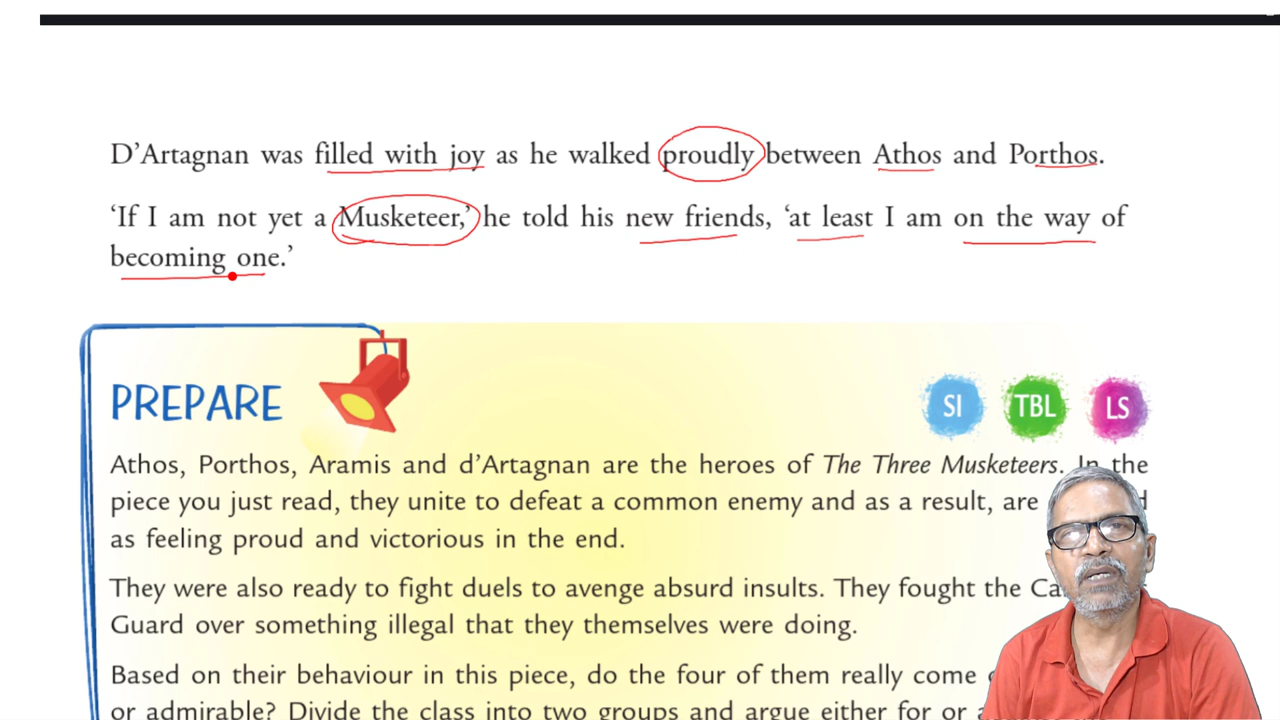 D’Artagnan was filled with joy as he walked proudly between Athos and Porthos.
‘If I am not yet a Musketeer,’ he told his new friends, ‘at least I am on the way of
becoming one.’
PREPARE
SI TBL LS
Athos, Porthos, Aramis and d’Artagnan are the heroes of The Three Musketeers. In the
piece you just read, they unite to defeat a common enemy and as a result, are
as feeling proud and victorious in the end.
They were also ready to fight duels to avenge absurd insults. They fought the
Guard over something illegal that they themselves were doing.
Based on their behaviour in this piece, do the four of them really come
or admirable? Divide the class into two groups and argue either for or